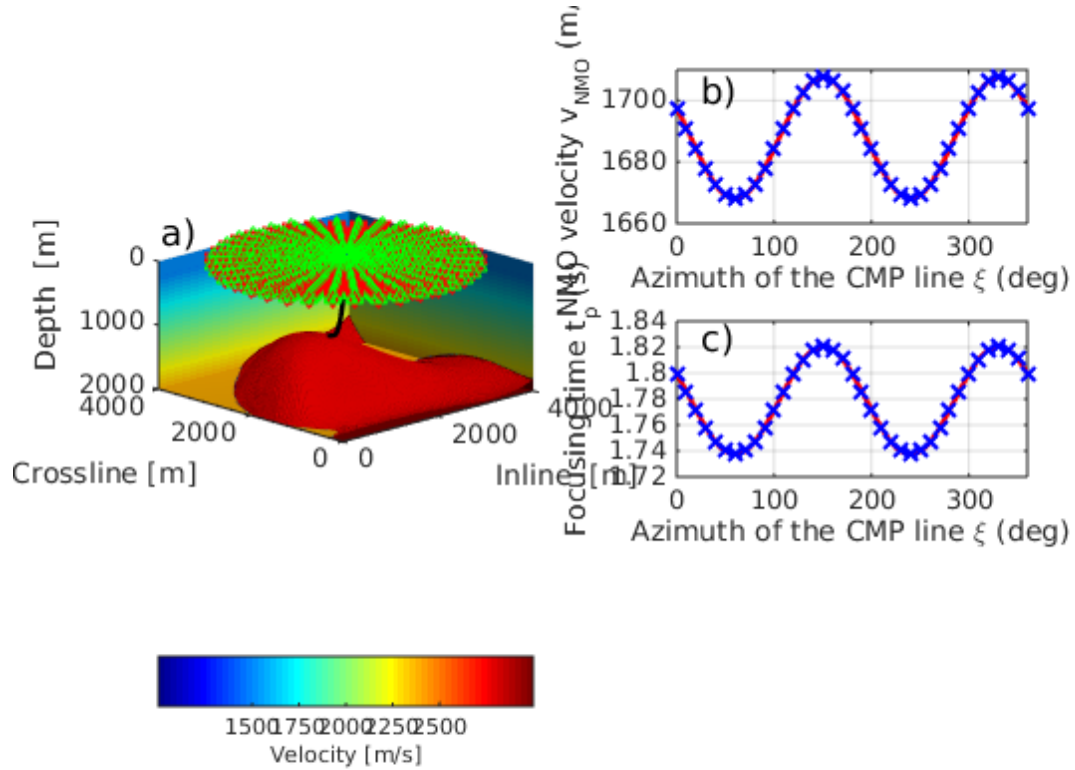 a)
Depth [m]
0
1000
2000
4000
2000
0
Crossline [m]
0
2000
4000
Inline [m]
1500 1750 2000 2250 2500
Velocity [m/s]
b)
NMO velocity v_NMO (m/
1700
1680
1660
0 100 200 300
Azimuth of the CMP line ξ (deg)
c)
Focusing time t_p (s)
1.84
1.82
1.8
1.78
1.76
1.74
1.72
0 100 200 300
Azimuth of the CMP line ξ (deg)